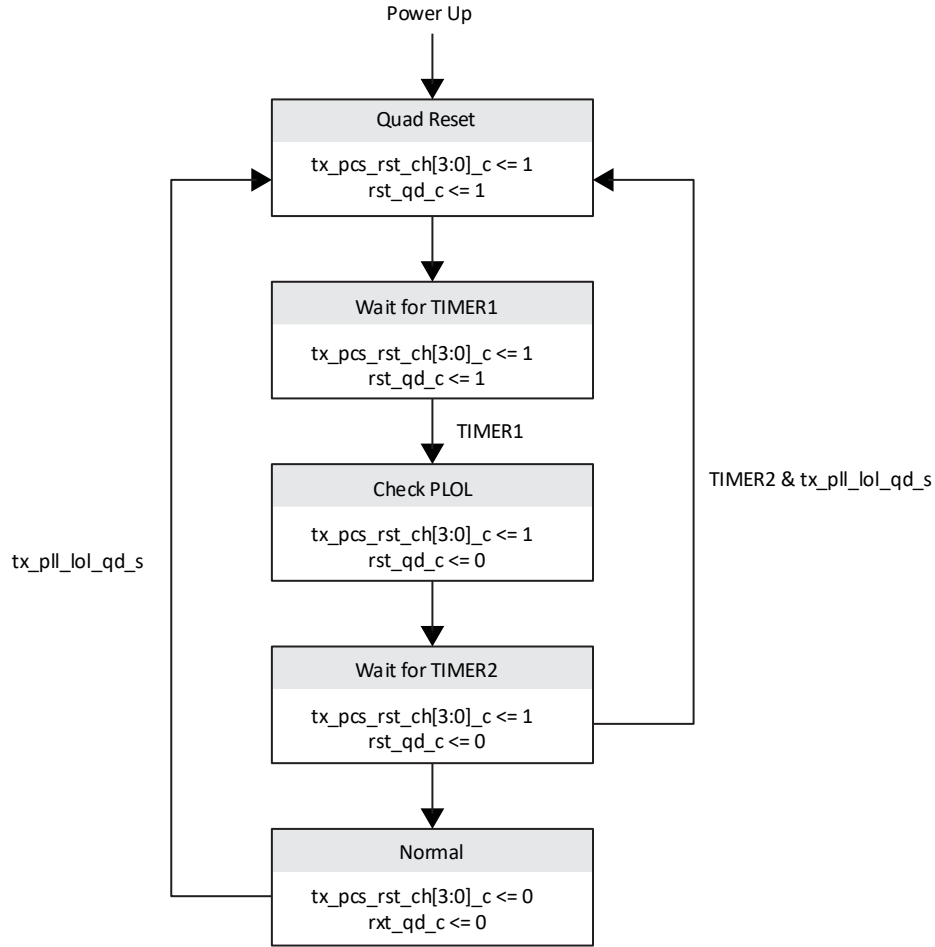 Power Up
Quad Reset
tx_pcs_rst_ch[3:0]_c <= 1
rst_qd_c <= 1
Wait for TIMER1
tx_pcs_rst_ch[3:0]_c <= 1
rst_qd_c <= 1
TIMER1
Check PLOL
tx_pcs_rst_ch[3:0]_c <= 1
rst_qd_c <= 0
TIMER2 & tx_pll_lol_qd_s
tx_pll_lol_qd_s
Wait for TIMER2
tx_pcs_rst_ch[3:0]_c <= 1
rst_qd_c <= 0
Normal
tx_pcs_rst_ch[3:0]_c <= 0
rxt_qd_c <= 0